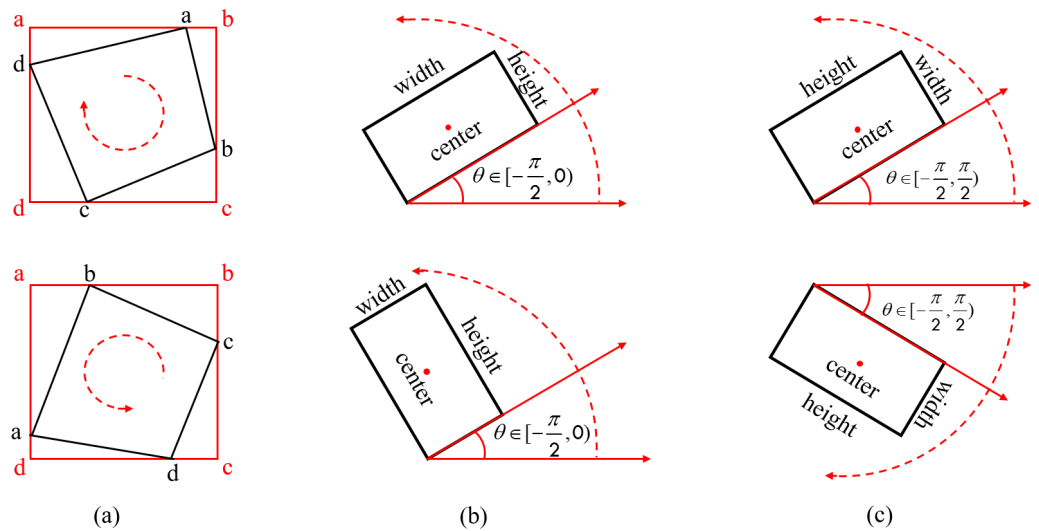 a
a
b
d
b
d
c
c
width
height
center
θ∈[-π/2,0)
height
width
center
θ∈[-π/2,π/2)
a
b
b
c
a
d
d
c
width
height
center
θ∈[-π/2,0)
θ∈[-π/2,π/2)
center
height
width
(a)
(b)
(c)